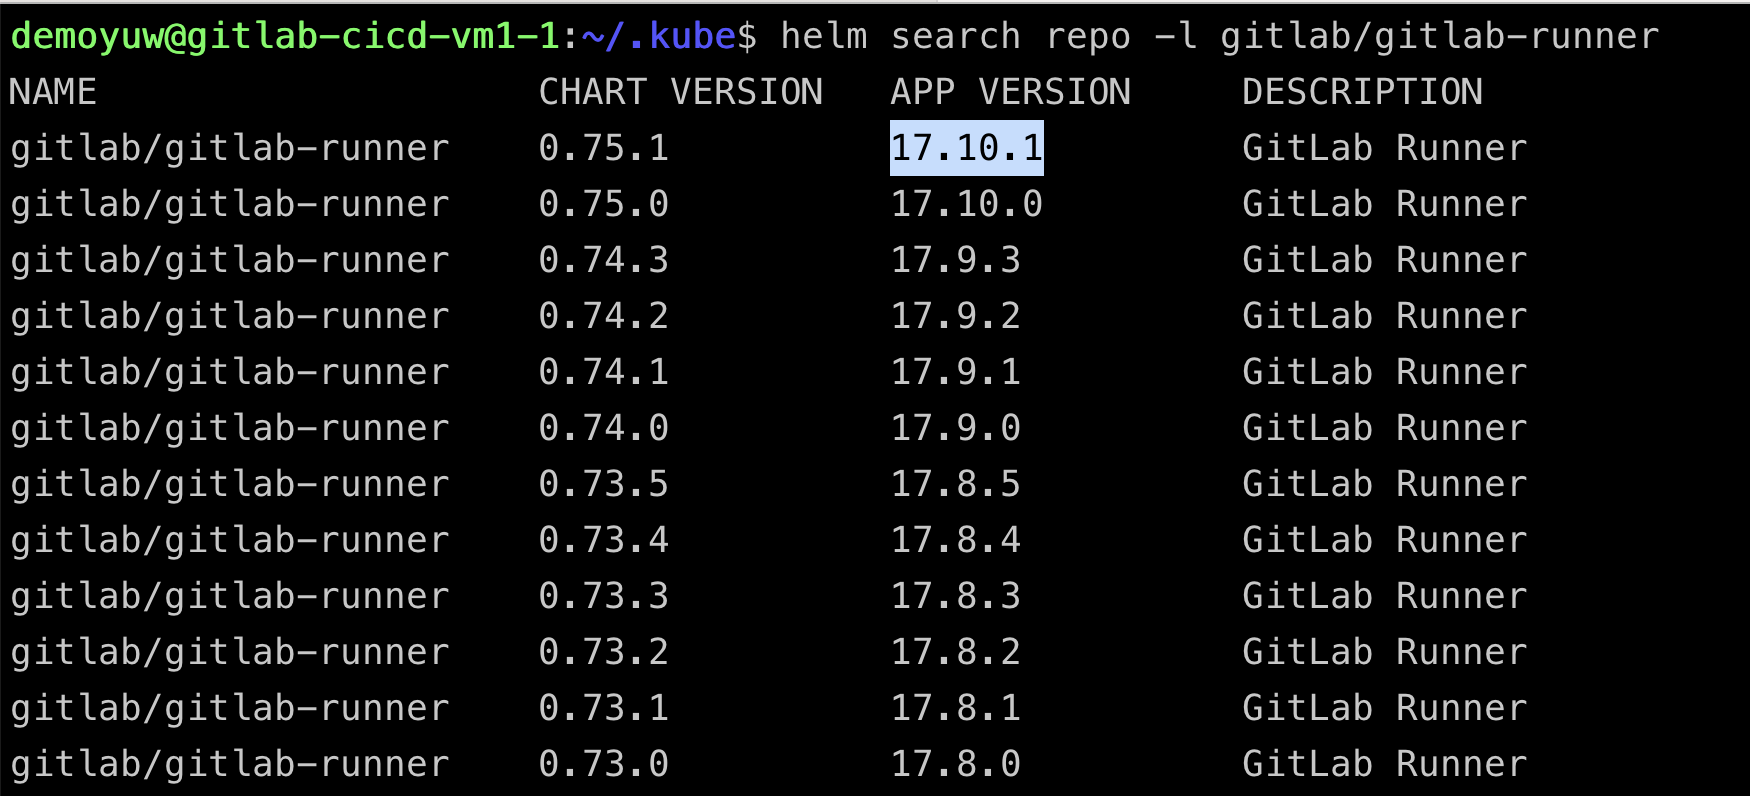 demoyuw@gitlab-cicd-vm1-1:~/.kube$ helm search repo -l gitlab/gitlab-runner
NAME CHART VERSION APP VERSION DESCRIPTION
gitlab/gitlab-runner 0.75.1 17.10.1 GitLab Runner
gitlab/gitlab-runner 0.75.0 17.10.0 GitLab Runner
gitlab/gitlab-runner 0.74.3 17.9.3 GitLab Runner
gitlab/gitlab-runner 0.74.2 17.9.2 GitLab Runner
gitlab/gitlab-runner 0.74.1 17.9.1 GitLab Runner
gitlab/gitlab-runner 0.74.0 17.9.0 GitLab Runner
gitlab/gitlab-runner 0.73.5 17.8.5 GitLab Runner
gitlab/gitlab-runner 0.73.4 17.8.4 GitLab Runner
gitlab/gitlab-runner 0.73.3 17.8.3 GitLab Runner
gitlab/gitlab-runner 0.73.2 17.8.2 GitLab Runner
gitlab/gitlab-runner 0.73.1 17.8.1 GitLab Runner
gitlab/gitlab-runner 0.73.0 17.8.0 GitLab Runner